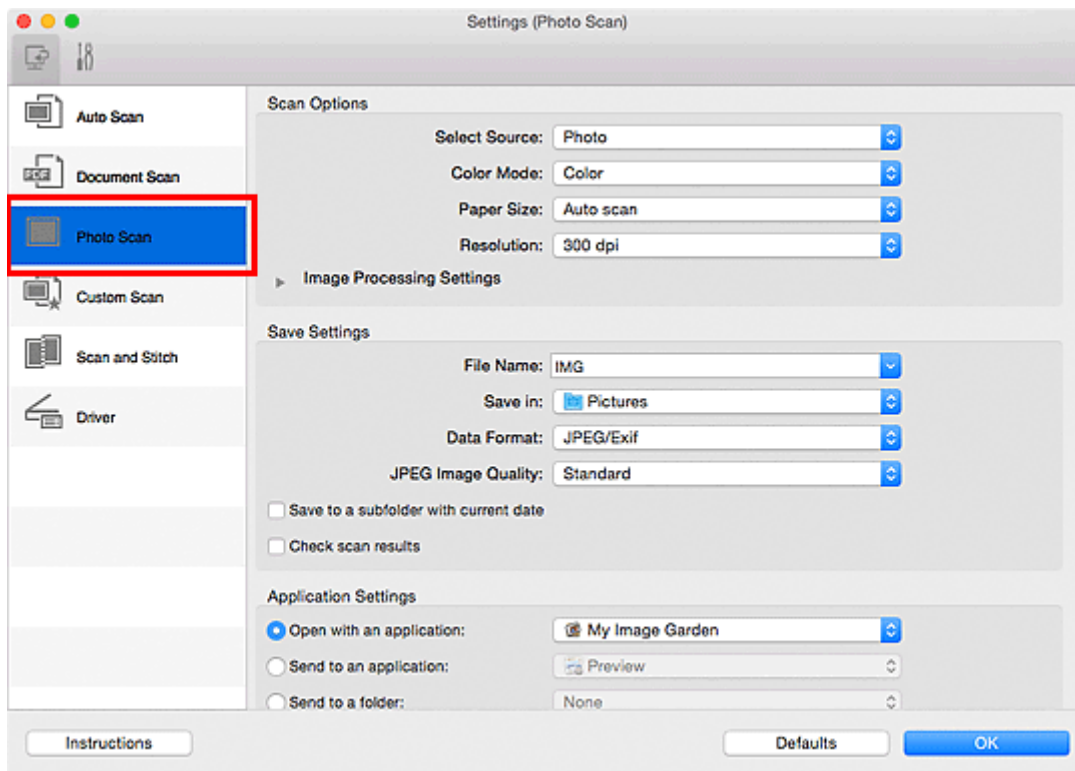 Settings (Photo Scan)
Auto Scan
PDF
Document Scan
Photo Scan
Custom Scan
Scan and Stitch
Driver
Scan Options
Select Source: Photo
Color Mode: Color
Paper Size: Auto scan
Resolution: 300 dpi
Image Processing Settings
Save Settings
File Name: IMG
Save in: Pictures
Data Format: JPEG/Exif
JPEG Image Quality: Standard
Save to a subfolder with current date
Check scan results
Application Settings
Open with an application: My Image Garden
Send to an application: Preview
Send to a folder: None
Instructions
Defaults
OK